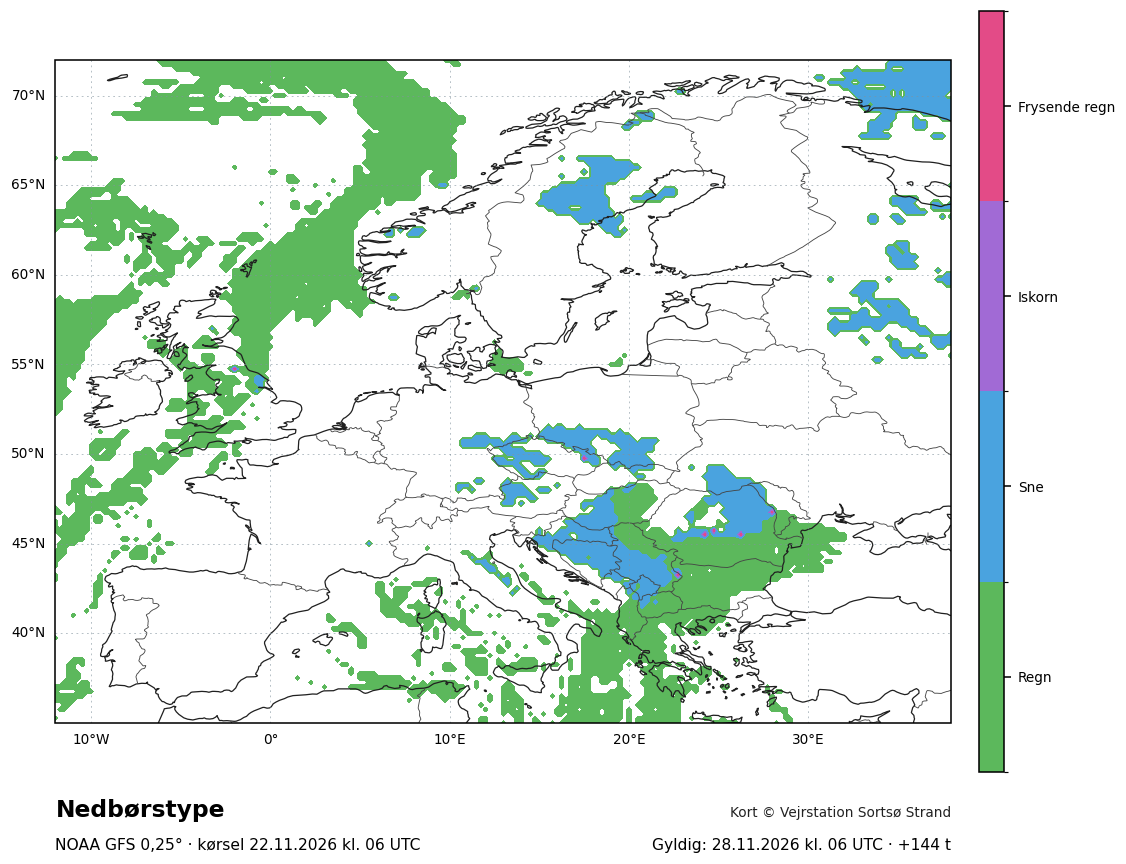 70°N
65°N
60°N
55°N
50°N
45°N
40°N
10°W
0°
10°E
20°E
30°E
Frysende regn
Iskorn
Sne
Regn
Nedbørstype
Kort © Vejrstation Sortsø Strand
NOAA GFS 0,25° · kørsel 22.11.2026 kl. 06 UTC
Gyldig: 28.11.2026 kl. 06 UTC · +144 t